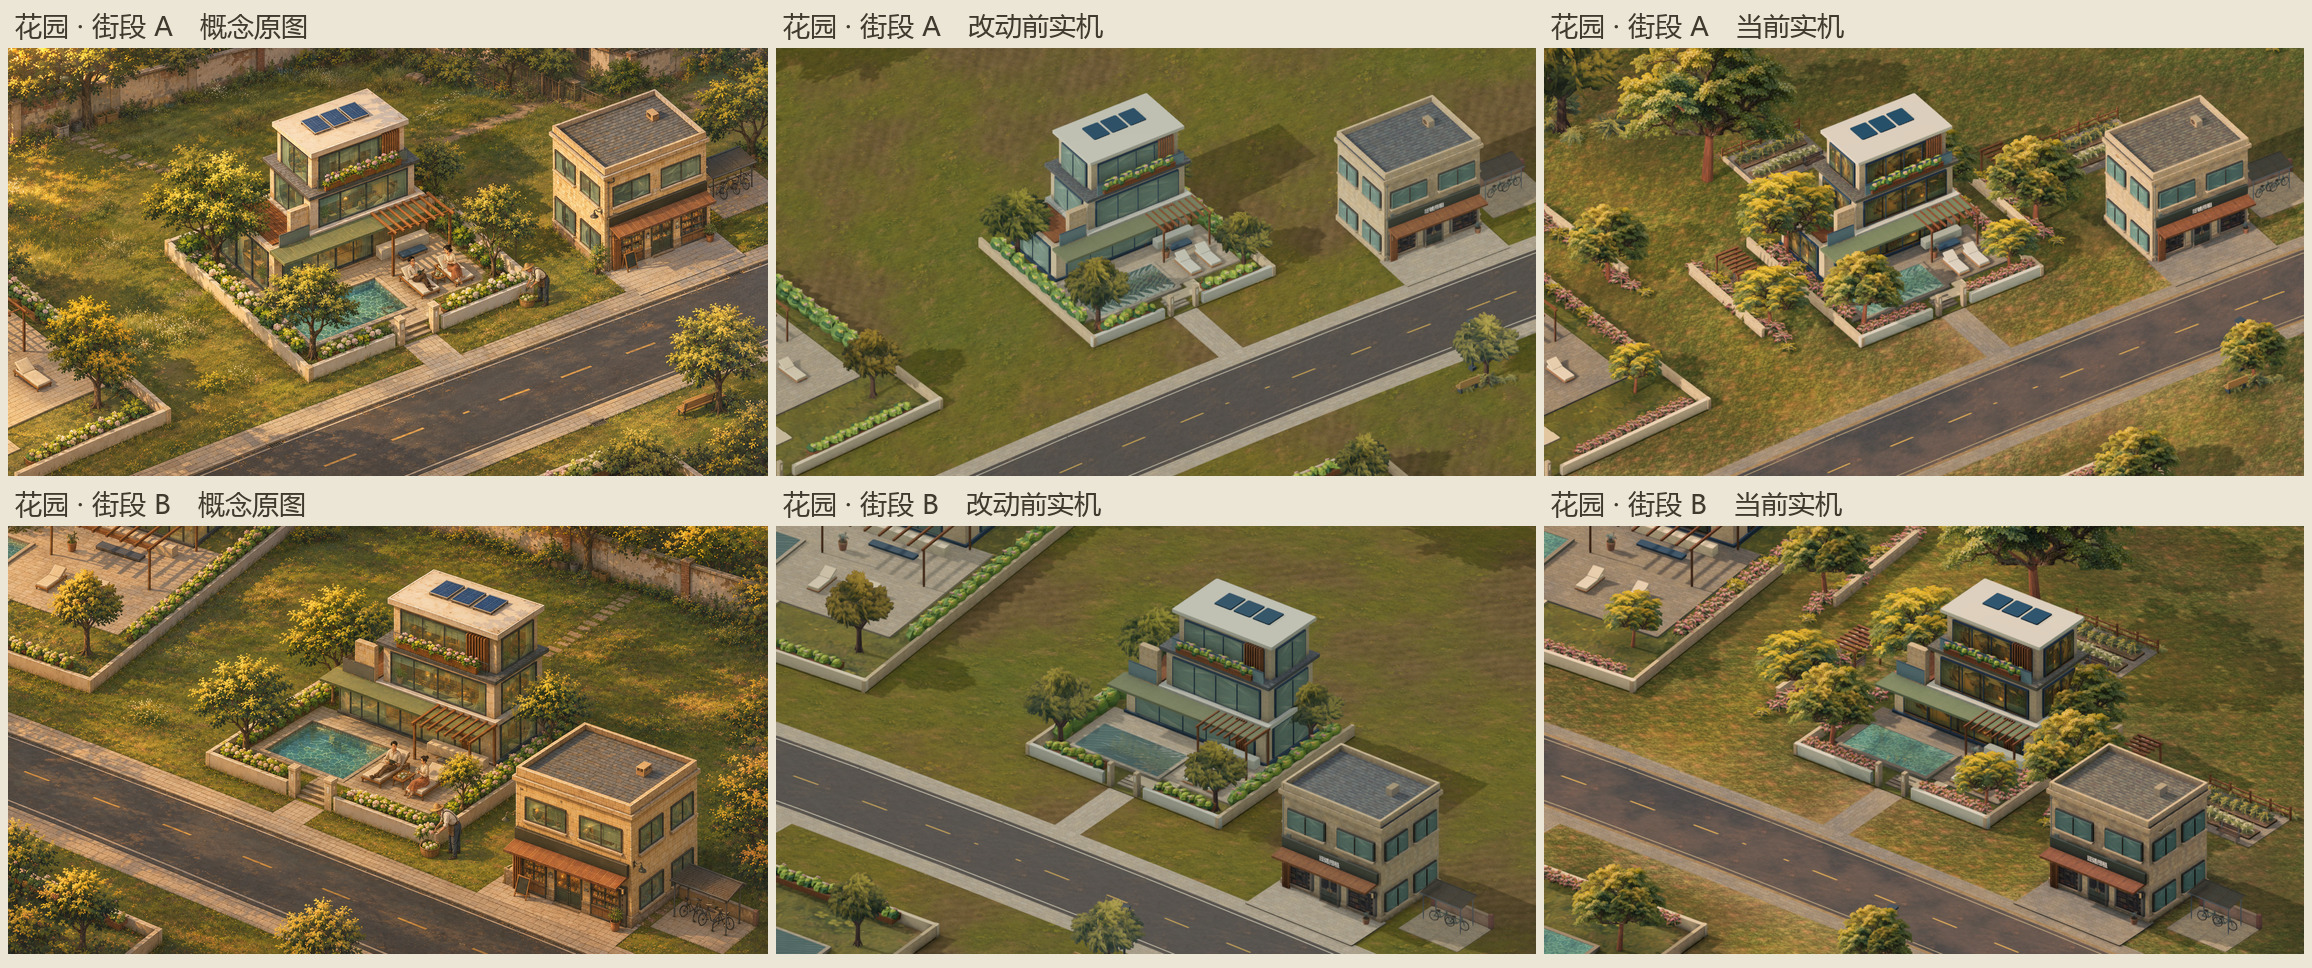 花园 · 街段 A 概念原图
花园 · 街段 A 改动前实机
花园 · 街段 A 当前实机
花园 · 街段 B 概念原图
花园 · 街段 B 改动前实机
花园 · 街段 B 当前实机